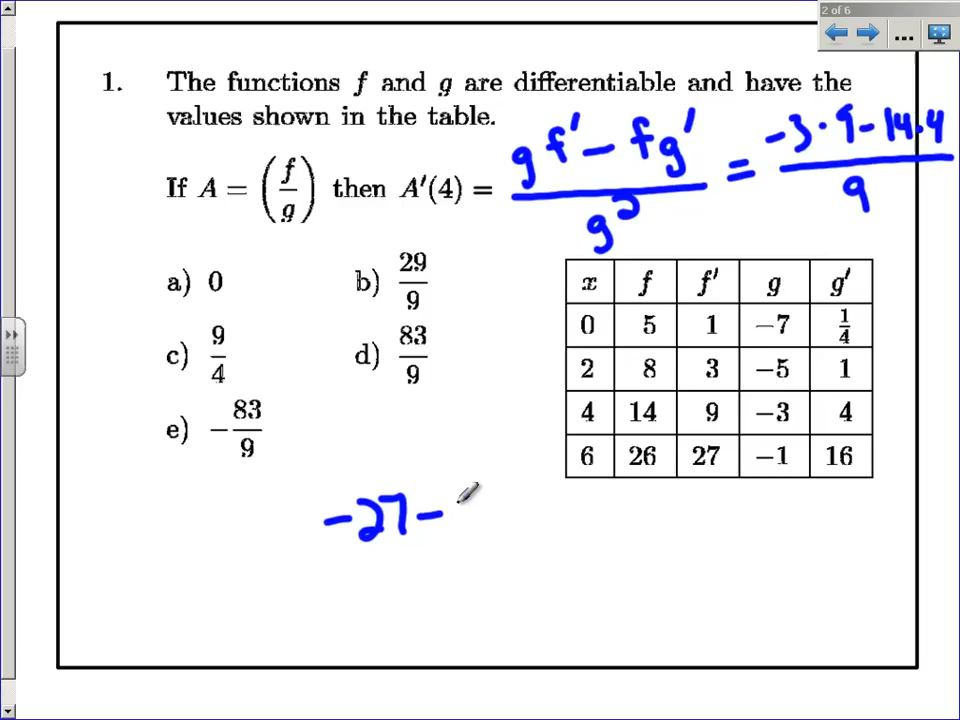 2 of 6
1. The functions f and g are differentiable and have the
values shown in the table.
If A = (f/g) then A′(4) = (gf′ − fg′)/g² = (−3·9 − 14·4)/9
a) 0 b) 29/9
c) 9/4 d) 83/9
e) −83/9
x f f′ g g′
0 5 1 −7 1/4
2 8 3 −5 1
4 14 9 −3 4
6 26 27 −1 16
−27 −